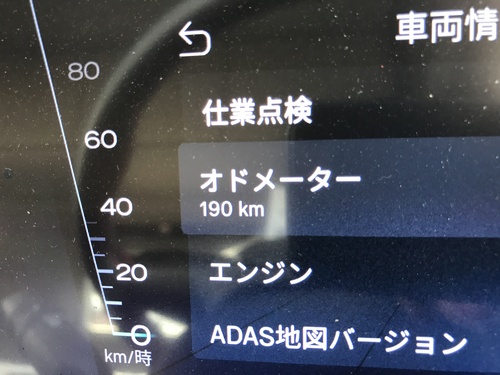 車両情
仕業点検
オドメーター
190 km
エンジン
ADAS地図バージョン
80
60
40
20
0
km/時